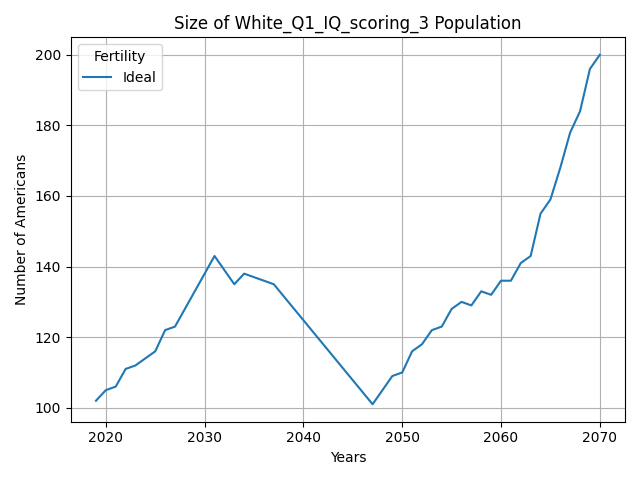 Size of White_Q1_IQ_scoring_3 Population
Fertility
Ideal
Number of Americans
200
180
160
140
120
100
2020 2030 2040 2050 2060 2070
Years